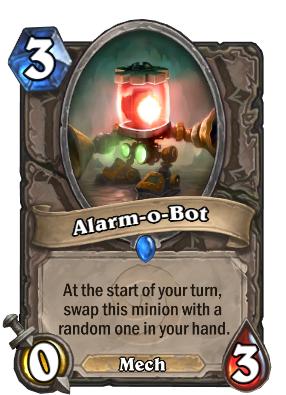 3
Alarm-o-Bot
At the start of your turn,
swap this minion with a
random one in your hand.
0
Mech
3